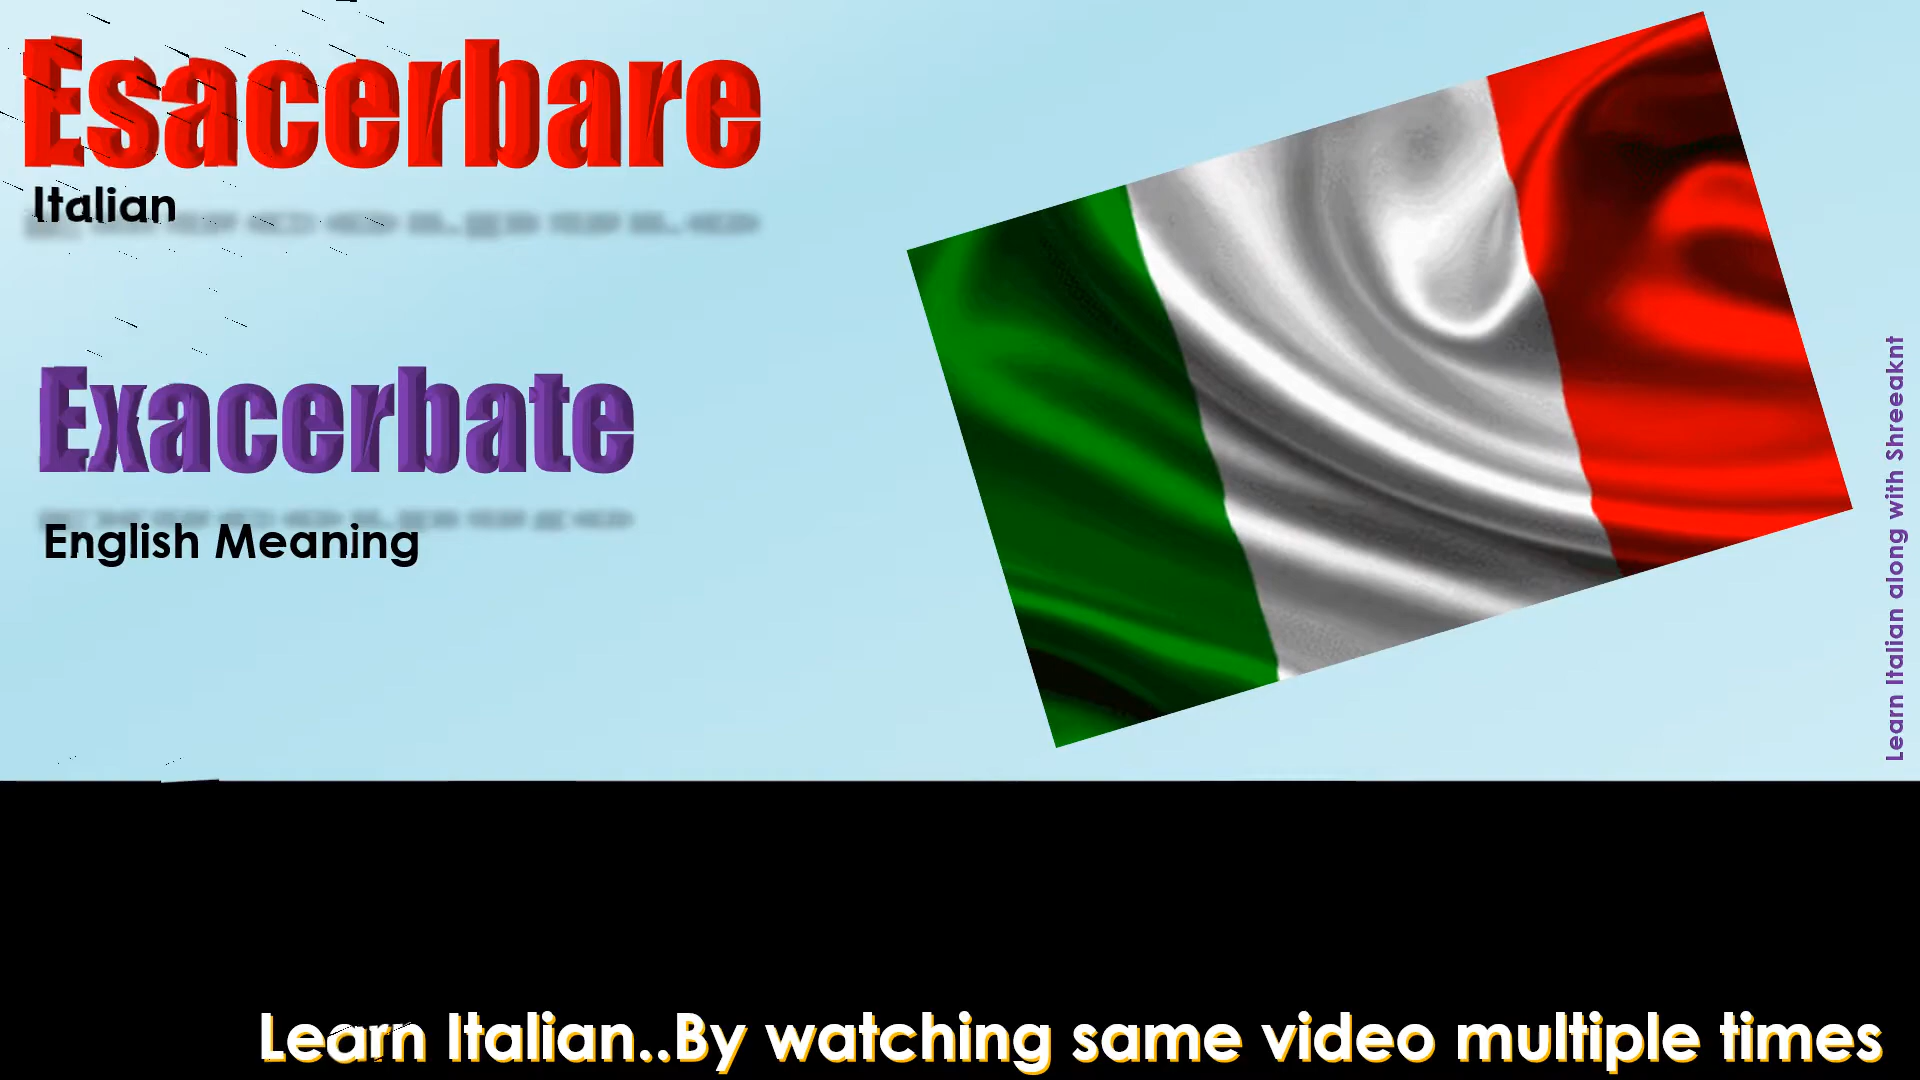 Esacerbare
Italian
Exacerbate
English Meaning
Learn Italian along with Shreeaknt
Learn Italian..By watching same video multiple times